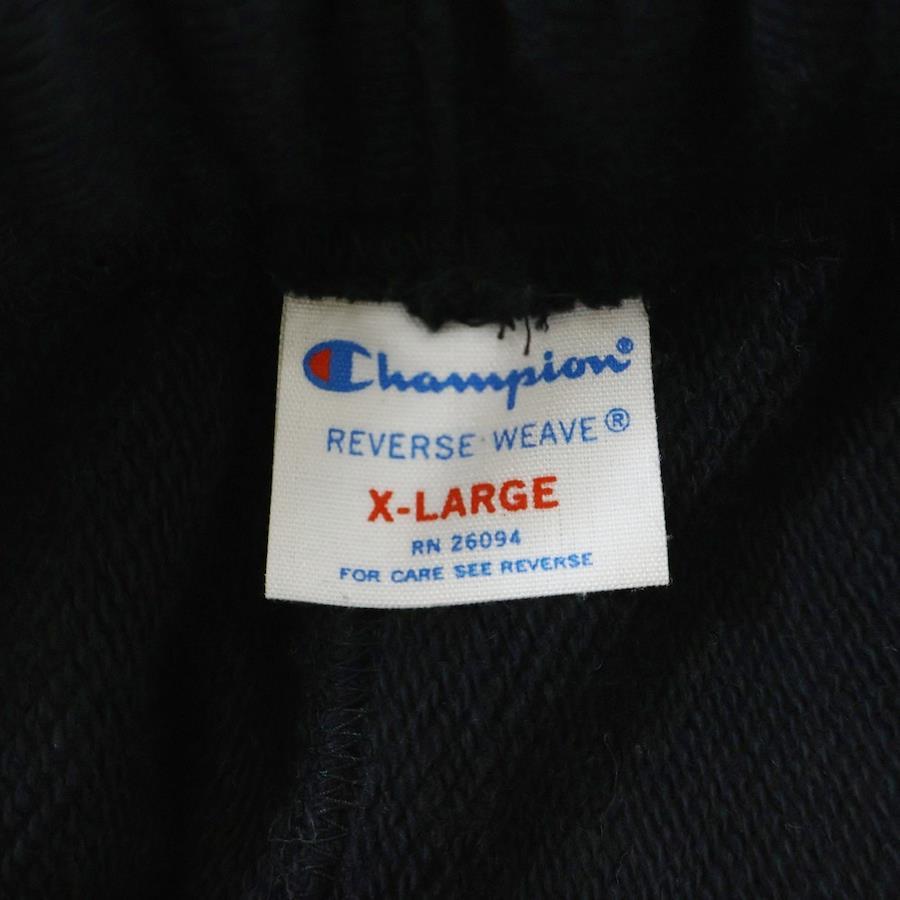 Champion®
REVERSE WEAVE®
X-LARGE
RN 26094
FOR CARE SEE REVERSE